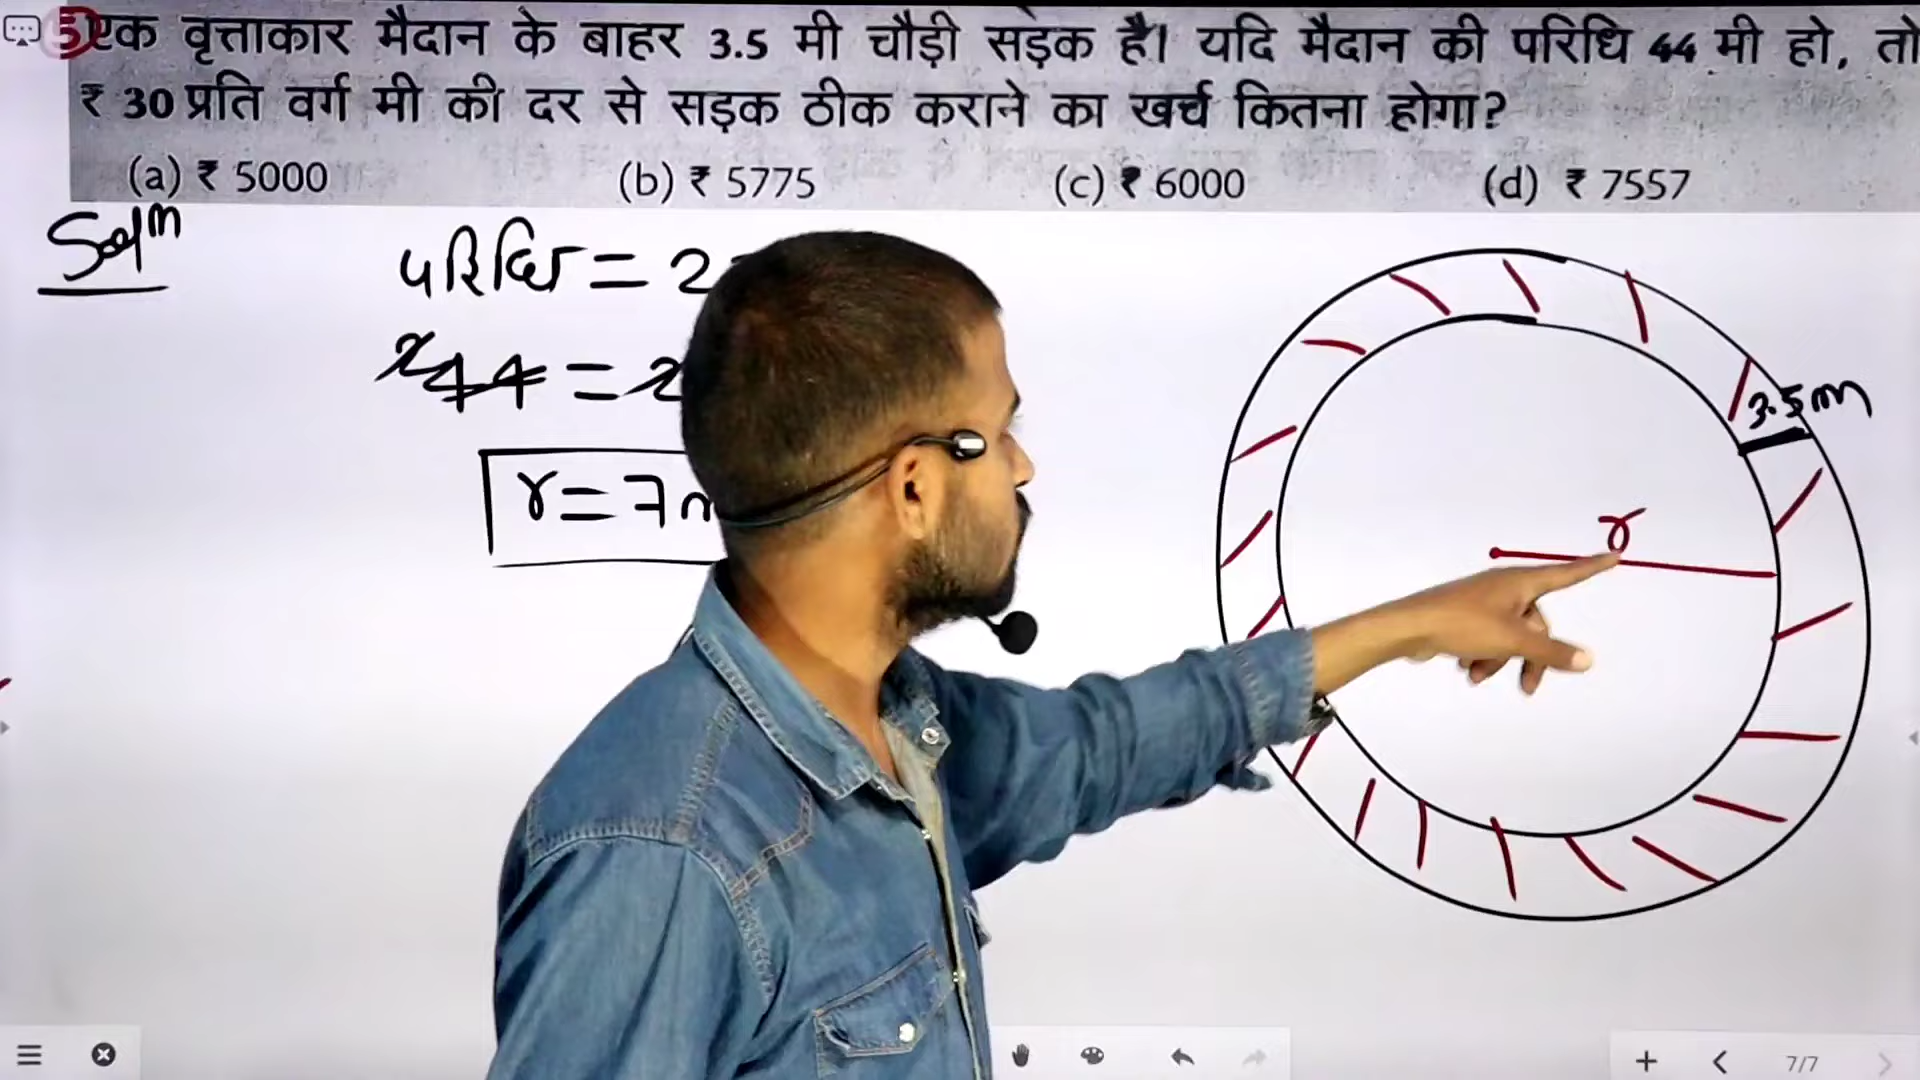 5 एक वृत्ताकार मैदान के बाहर 3.5 मी चौड़ी सड़क है। यदि मैदान की परिधि 44 मी हो, तो
₹ 30 प्रति वर्ग मी की दर से सड़क ठीक कराने का खर्च कितना होगा?
(a) ₹ 5000 (b) ₹ 5775 (c) ₹ 6000 (d) ₹ 7557
Solⁿ
परिधि = 2
44 = 2
r = 7 m
3.5m
r
7/7